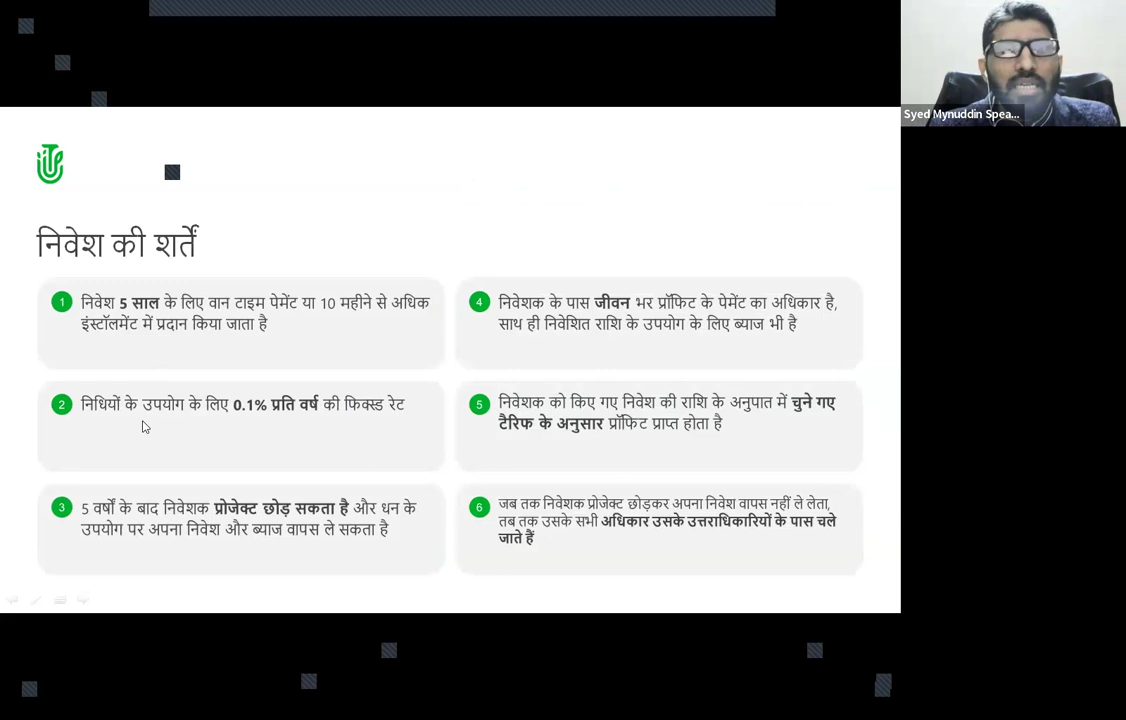 Syed Mynuddin Spea...
निवेश की शर्तें
1 निवेश 5 साल के लिए वान टाइम पेमेंट या 10 महीने से अधिक
इंस्टॉलमेंट में प्रदान किया जाता है
2 निधियों के उपयोग के लिए 0.1% प्रति वर्ष की फिक्स्ड रेट
3 5 वर्षों के बाद निवेशक प्रोजेक्ट छोड़ सकता है और धन के
उपयोग पर अपना निवेश और ब्याज वापस ले सकता है
4 निवेशक के पास जीवन भर प्रॉफिट के पेमेंट का अधिकार है,
साथ ही निवेशित राशि के उपयोग के लिए ब्याज भी है
5 निवेशक को किए गए निवेश की राशि के अनुपात में चुने गए
टैरिफ के अनुसार प्रॉफिट प्राप्त होता है
6 जब तक निवेशक प्रोजेक्ट छोड़कर अपना निवेश वापस नहीं ले लेता,
तब तक उसके सभी अधिकार उसके उत्तराधिकारियों के पास चले
जाते हैं